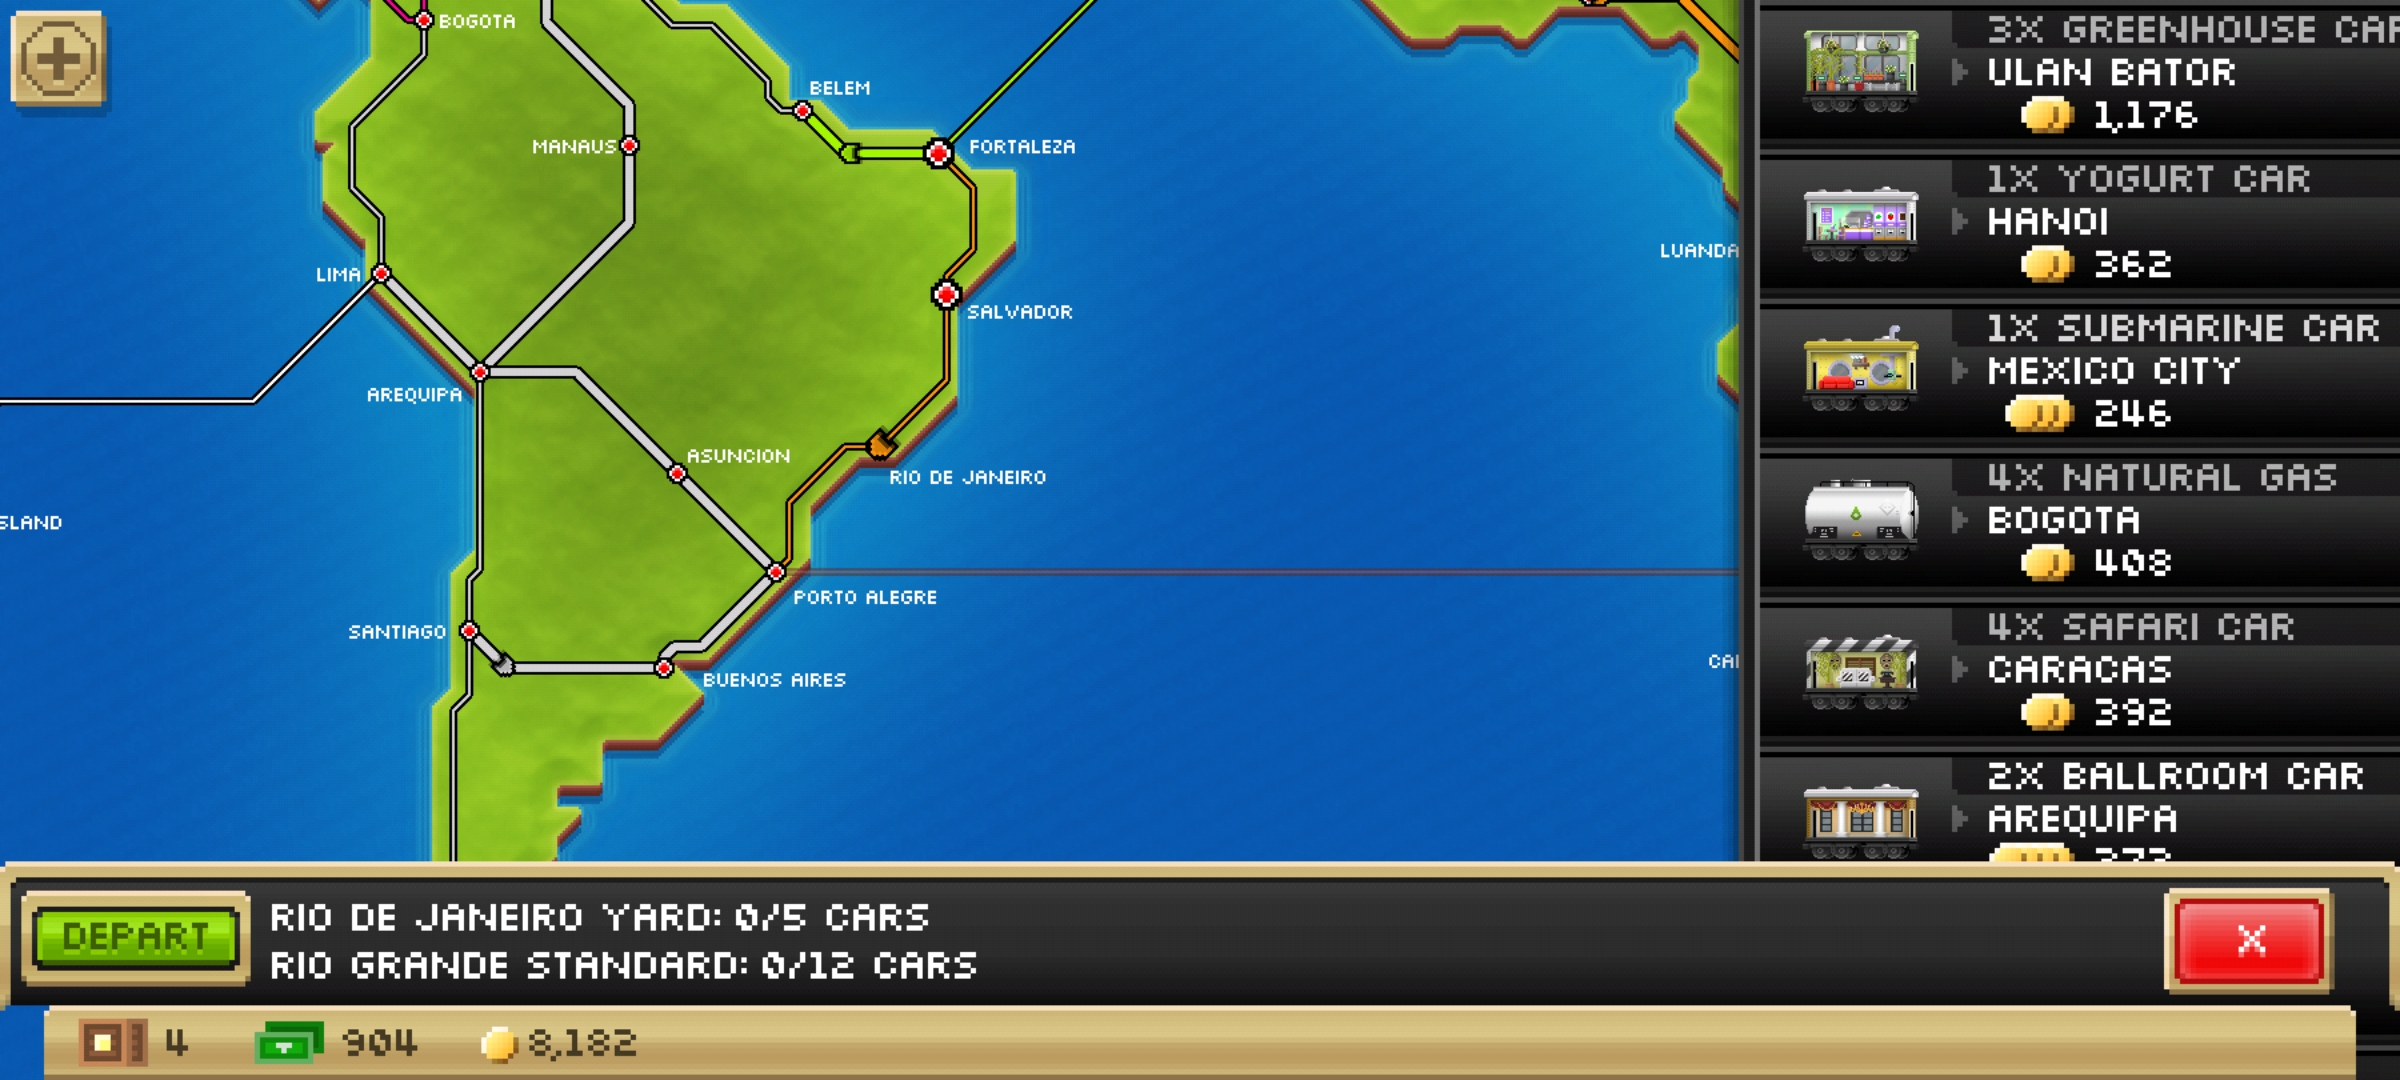 BOGOTA
BELEM
MANAUS
FORTALEZA
LIMA
SALVADOR
LUANDA
AREQUIPA
ASUNCION
RIO DE JANEIRO
SLAND
PORTO ALEGRE
SANTIAGO
BUENOS AIRES
CAI
3X GREENHOUSE CAR
ULAN BATOR
1,176
1X YOGURT CAR
HANOI
362
1X SUBMARINE CAR
MEXICO CITY
246
4X NATURAL GAS
BOGOTA
408
4X SAFARI CAR
CARACAS
392
2X BALLROOM CAR
AREQUIPA
DEPART
RIO DE JANEIRO YARD: 0/5 CARS
RIO GRANDE STANDARD: 0/12 CARS
X
4
904
8,182